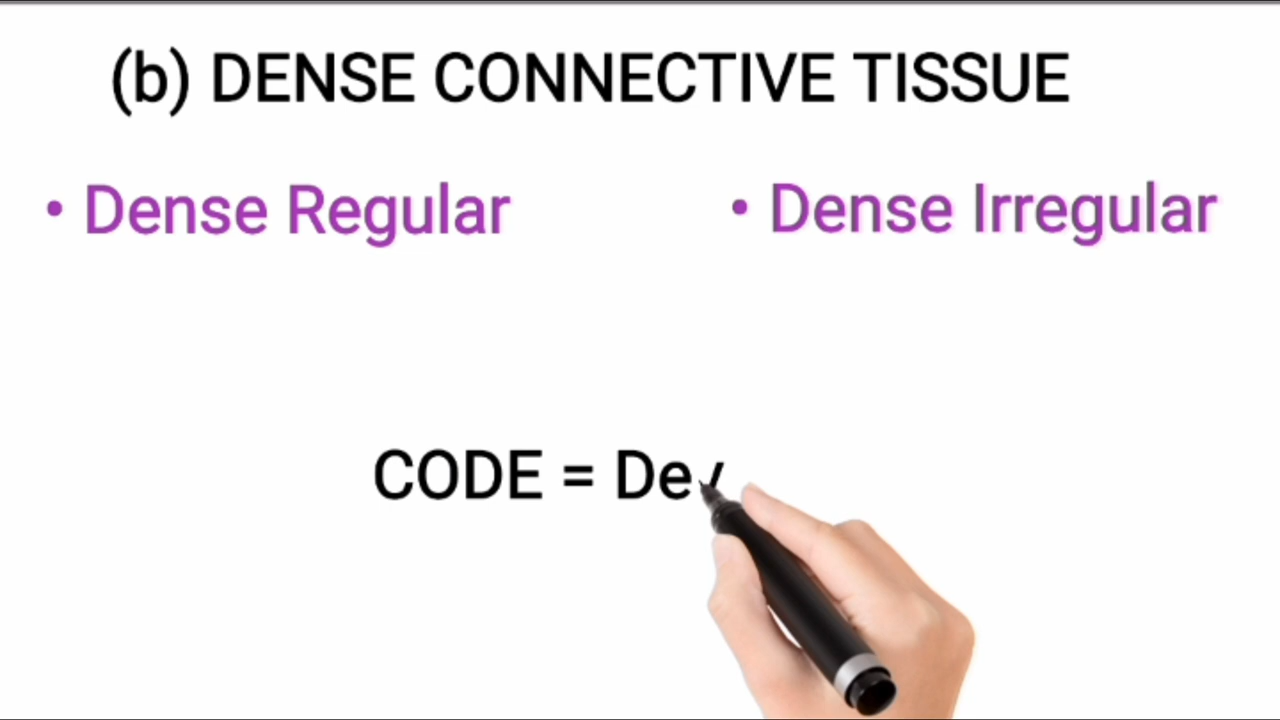 (b) DENSE CONNECTIVE TISSUE
• Dense Regular • Dense Irregular
CODE = De